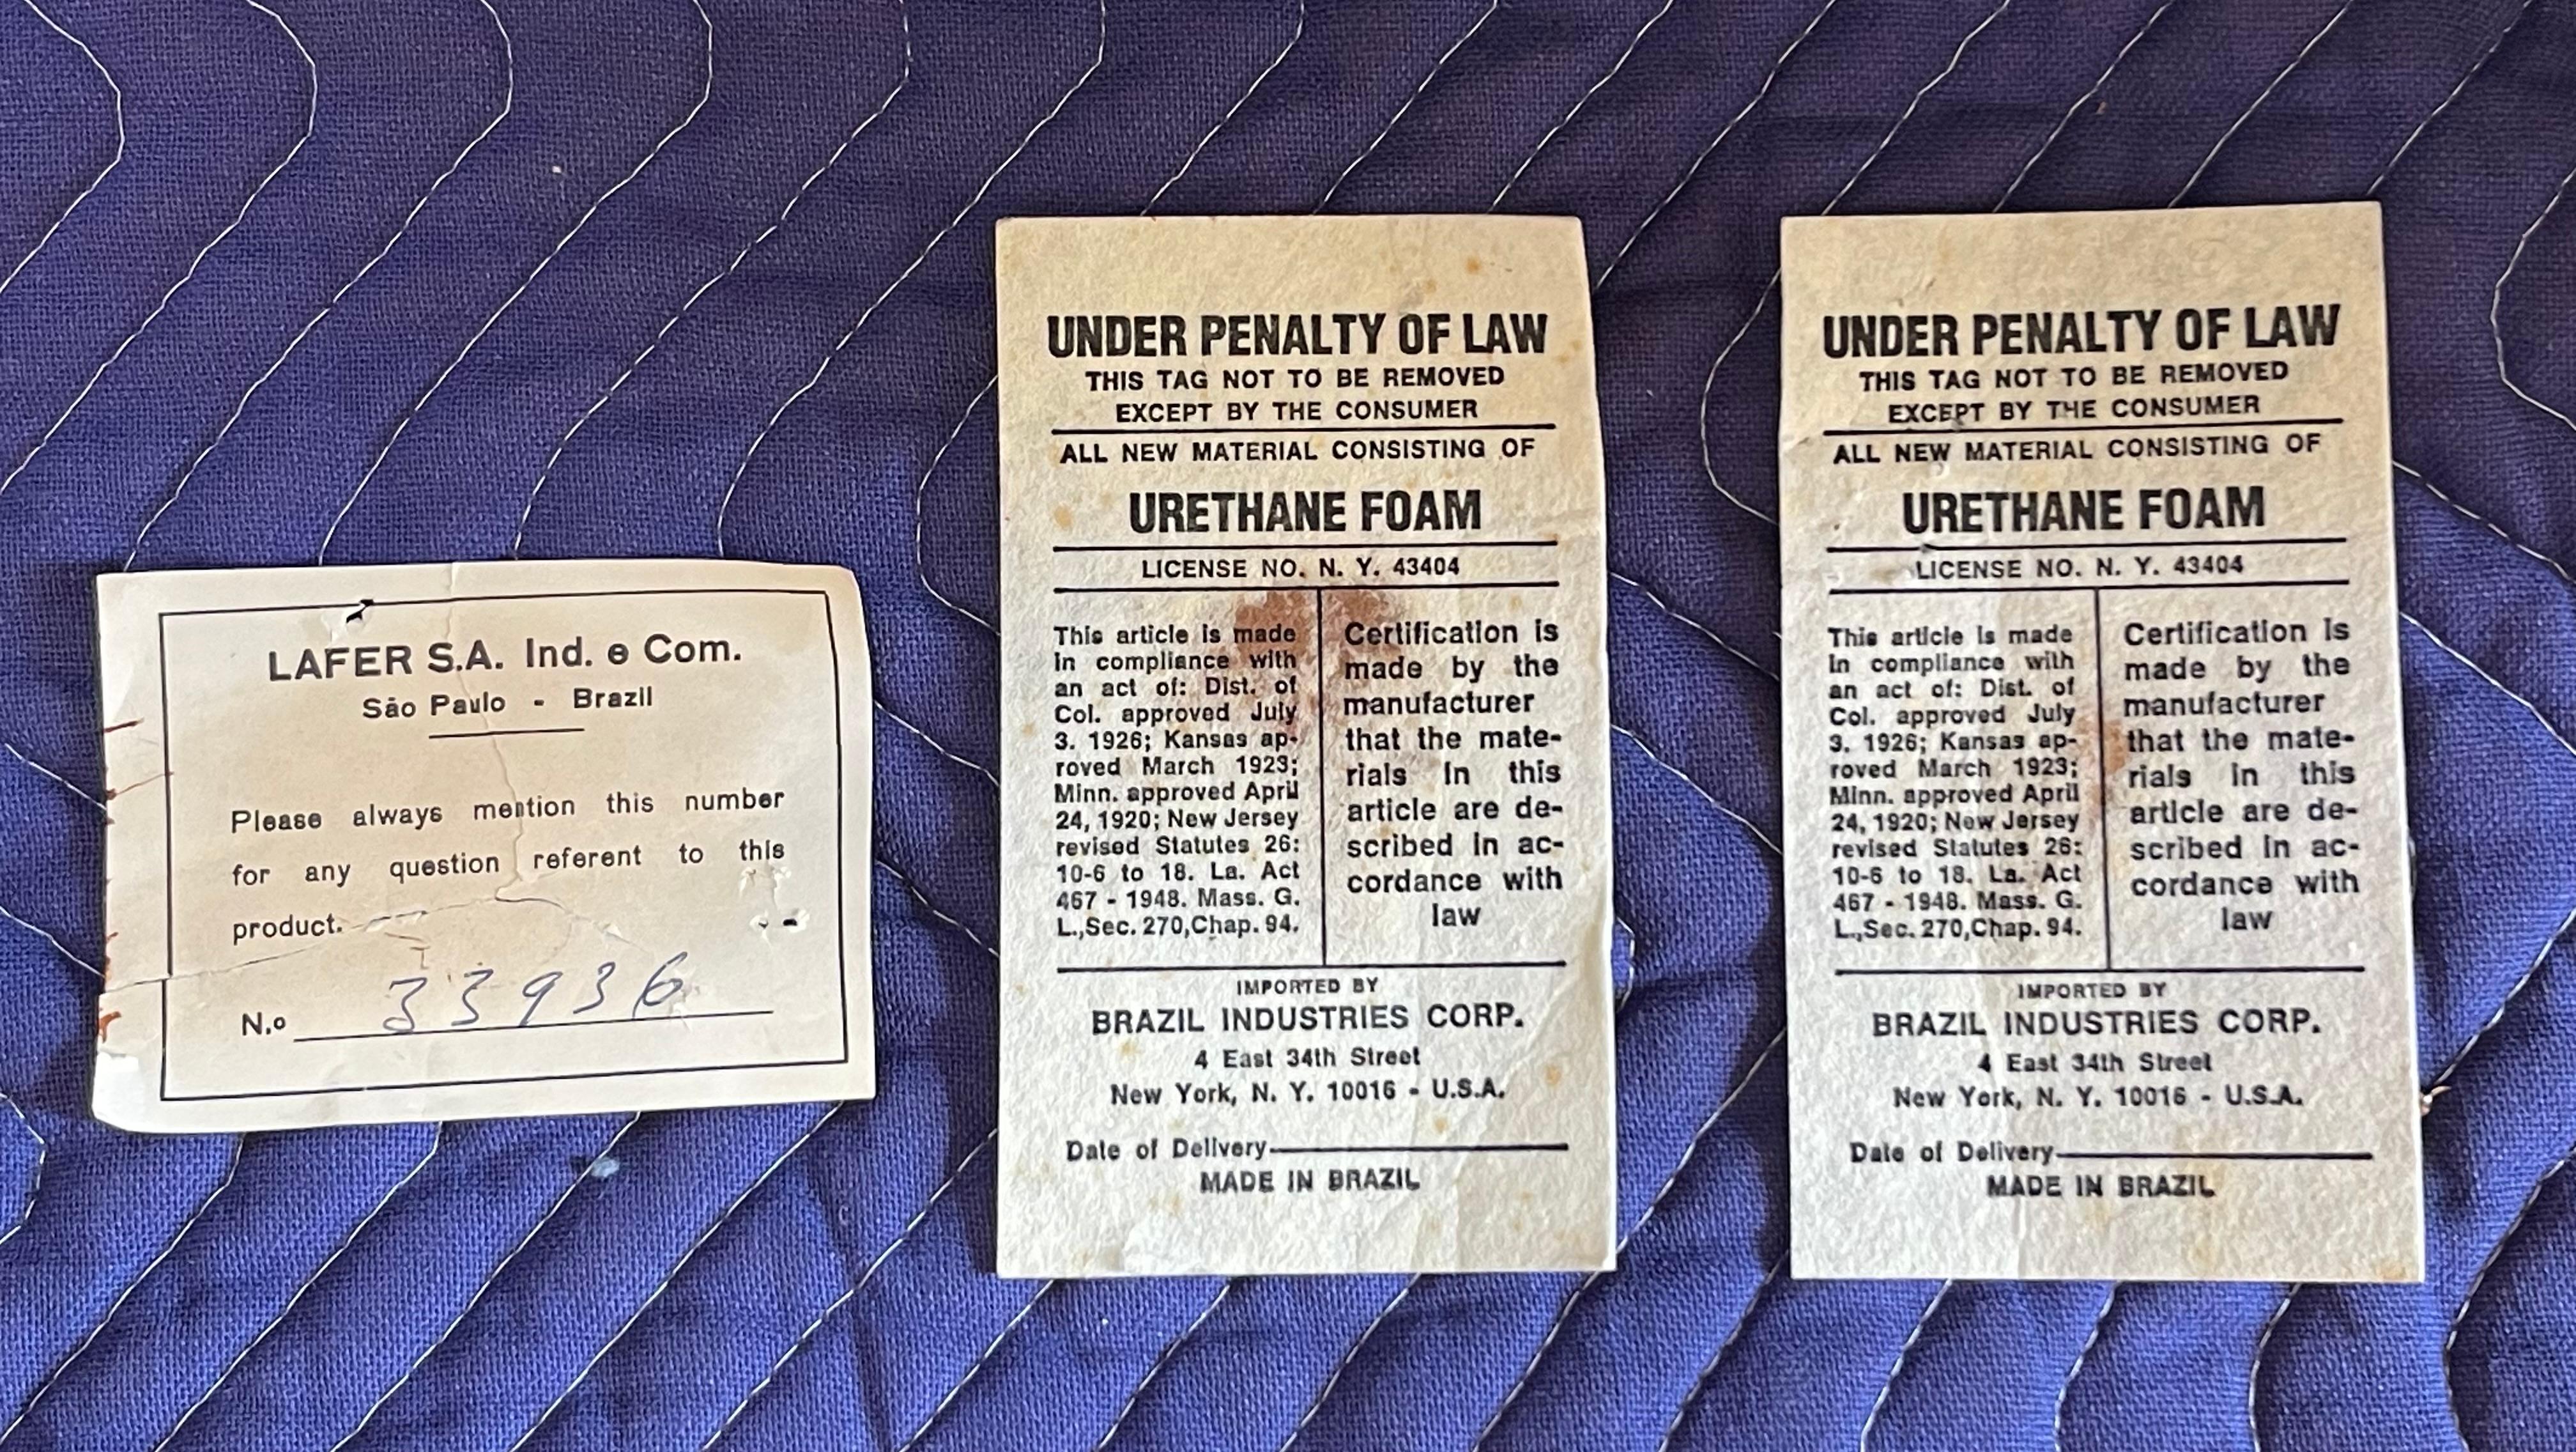 LAFER S.A. Ind. e Com.
São Paulo - Brazil
Please always mention this number
for any question referent to this
product.
N.o 33936
UNDER PENALTY OF LAW
THIS TAG NOT TO BE REMOVED
EXCEPT BY THE CONSUMER
ALL NEW MATERIAL CONSISTING OF
URETHANE FOAM
LICENSE NO. N. Y. 43404
This article is made
in compliance with
an act of: Dist. of
Col. approved July
3. 1926; Kansas ap-
roved March 1923;
Minn. approved April
24, 1920; New Jersey
revised Statutes 26:
10-6 to 18. La. Act
467 - 1948. Mass. G.
L.,Sec. 270,Chap. 94.
Certification is
made by the
manufacturer
that the mate-
rials in this
article are de-
scribed in ac-
cordance with
law
IMPORTED BY
BRAZIL INDUSTRIES CORP.
4 East 34th Street
New York, N. Y. 10016 - U.S.A.
Date of Delivery
MADE IN BRAZIL
UNDER PENALTY OF LAW
THIS TAG NOT TO BE REMOVED
EXCEPT BY THE CONSUMER
ALL NEW MATERIAL CONSISTING OF
URETHANE FOAM
LICENSE NO. N. Y. 43404
This article is made
in compliance with
an act of: Dist. of
Col. approved July
3. 1926; Kansas ap-
roved March 1923;
Minn. approved April
24, 1920; New Jersey
revised Statutes 26:
10-6 to 18. La. Act
467 - 1948. Mass. G.
L.,Sec. 270,Chap. 94.
Certification is
made by the
manufacturer
that the mate-
rials in this
article are de-
scribed in ac-
cordance with
law
IMPORTED BY
BRAZIL INDUSTRIES CORP.
4 East 34th Street
New York, N. Y. 10016 - U.S.A.
Date of Delivery
MADE IN BRAZIL